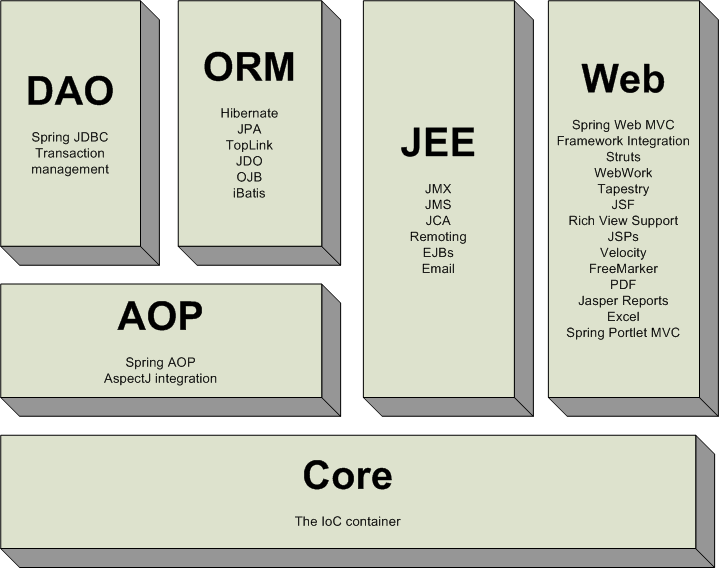 DAO
Spring JDBC
Transaction
management
ORM
Hibernate
JPA
TopLink
JDO
OJB
iBatis
JEE
JMX
JMS
JCA
Remoting
EJBs
Email
Web
Spring Web MVC
Framework Integration
Struts
WebWork
Tapestry
JSF
Rich View Support
JSPs
Velocity
FreeMarker
PDF
Jasper Reports
Excel
Spring Portlet MVC
AOP
Spring AOP
AspectJ integration
Core
The IoC container